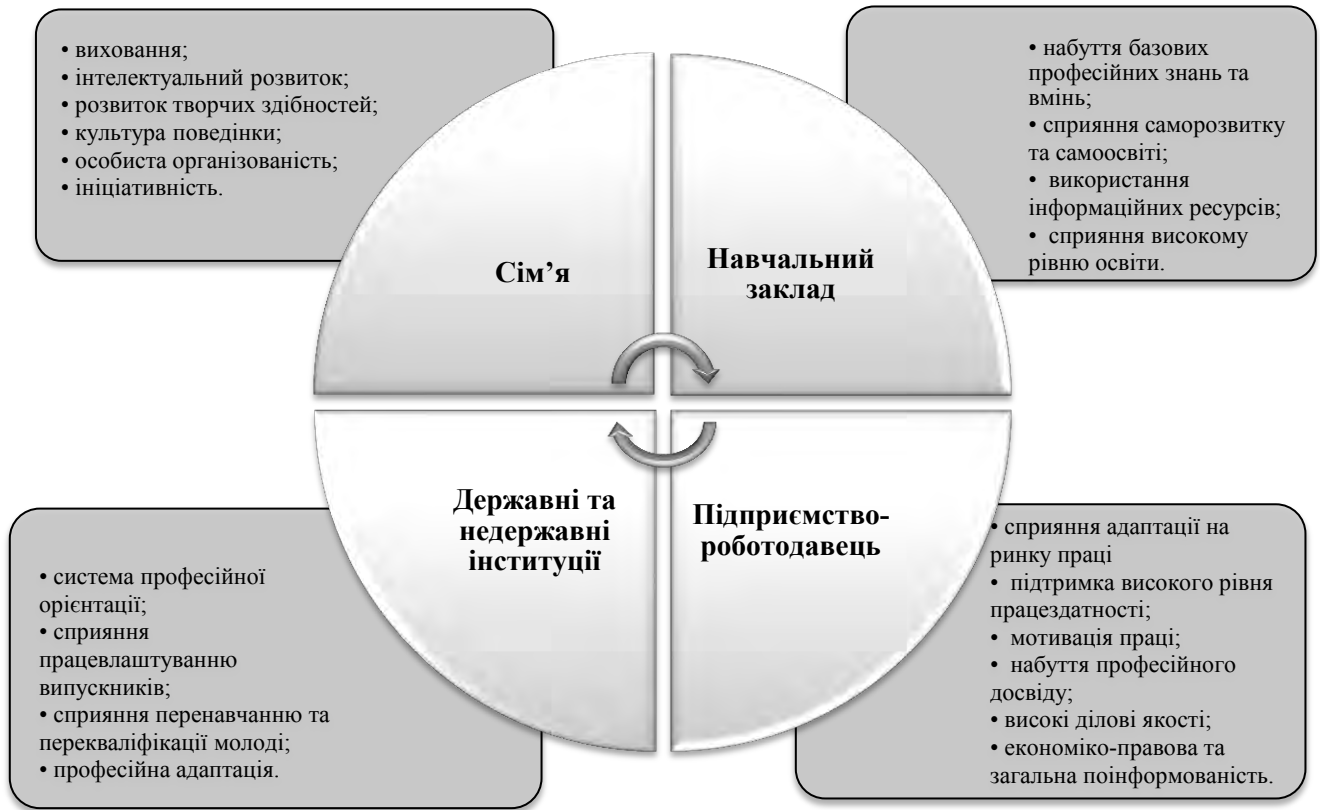 • виховання;
• інтелектуальний розвиток;
• розвиток творчих здібностей;
• культура поведінки;
• особиста організованість;
• ініціативність.
• набуття базових
професійних знань та
вмінь;
• сприяння саморозвитку
та самоосвіті;
• використання
інформаційних ресурсів;
• сприяння високому
рівню освіти.
Сім’я
Навчальний
заклад
Державні та
недержавні
інституції
Підприємство-
роботодавець
• система професійної
орієнтації;
• сприяння
працевлаштуванню
випускників;
• сприяння перенавчанню та
перекваліфікації молоді;
• професійна адаптація.
• сприяння адаптації на
ринку праці
• підтримка високого рівня
працездатності;
• мотивація праці;
• набуття професійного
досвіду;
• високі ділові якості;
• економіко-правова та
загальна поінформованість.